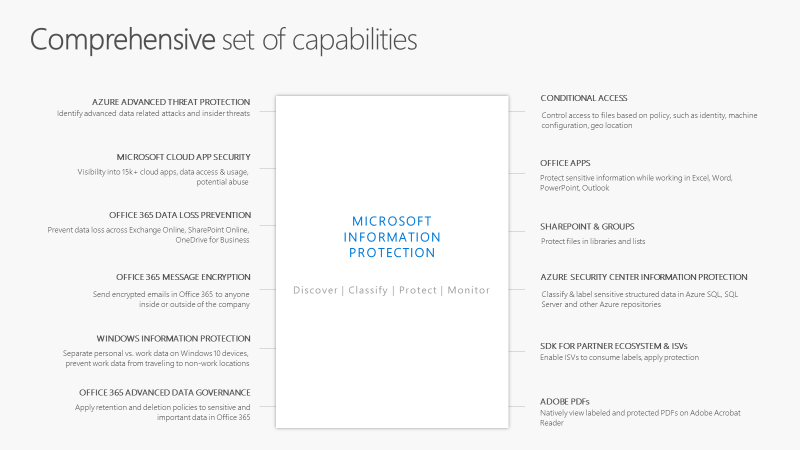 Comprehensive set of capabilities
AZURE ADVANCED THREAT PROTECTION
Identify advanced data related attacks and insider threats
MICROSOFT CLOUD APP SECURITY
Visibility into 15k+ cloud apps, data access & usage,
potential abuse
OFFICE 365 DATA LOSS PREVENTION
Prevent data loss across Exchange Online, SharePoint Online,
OneDrive for Business
OFFICE 365 MESSAGE ENCRYPTION
Send encrypted emails in Office 365 to anyone
inside or outside of the company
WINDOWS INFORMATION PROTECTION
Separate personal vs. work data on Windows 10 devices,
prevent work data from traveling to non-work locations
OFFICE 365 ADVANCED DATA GOVERNANCE
Apply retention and deletion policies to sensitive and
important data in Office 365
MICROSOFT
INFORMATION
PROTECTION
Discover | Classify | Protect | Monitor
CONDITIONAL ACCESS
Control access to files based on policy, such as identity, machine
configuration, geo location
OFFICE APPS
Protect sensitive information while working in Excel, Word,
PowerPoint, Outlook
SHAREPOINT & GROUPS
Protect files in libraries and lists
AZURE SECURITY CENTER INFORMATION PROTECTION
Classify & label sensitive structured data in Azure SQL, SQL
Server and other Azure repositories
SDK FOR PARTNER ECOSYSTEM & ISVs
Enable ISVs to consume labels, apply protection
ADOBE PDFs
Natively view labeled and protected PDFs on Adobe Acrobat
Reader